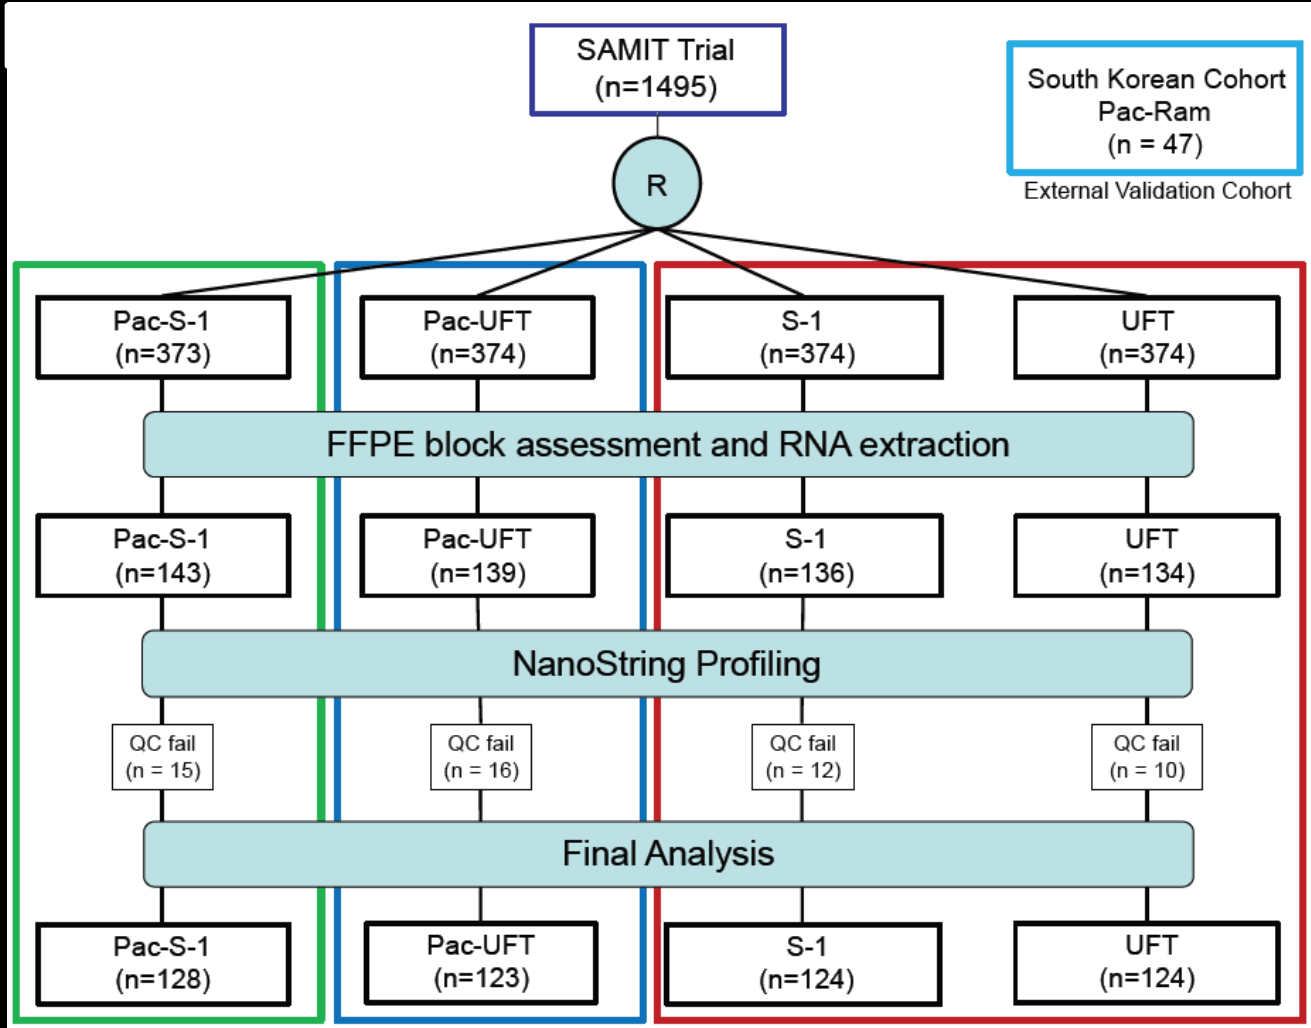 SAMIT Trial
(n=1495)
South Korean Cohort
Pac-Ram
(n = 47)
External Validation Cohort
R
Pac-S-1
(n=373)
Pac-UFT
(n=374)
S-1
(n=374)
UFT
(n=374)
FFPE block assessment and RNA extraction
Pac-S-1
(n=143)
Pac-UFT
(n=139)
S-1
(n=136)
UFT
(n=134)
NanoString Profiling
QC fail
(n = 15)
QC fail
(n = 16)
QC fail
(n = 12)
QC fail
(n = 10)
Final Analysis
Pac-S-1
(n=128)
Pac-UFT
(n=123)
S-1
(n=124)
UFT
(n=124)